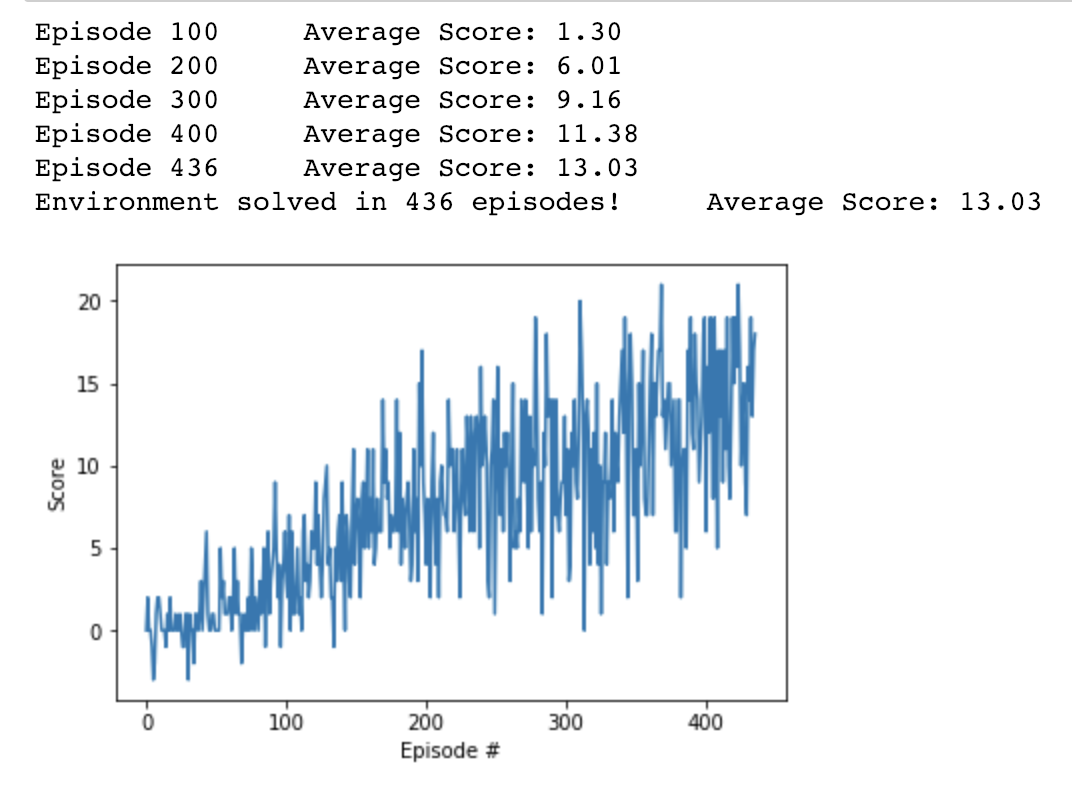 Episode 100 Average Score: 1.30
Episode 200 Average Score: 6.01
Episode 300 Average Score: 9.16
Episode 400 Average Score: 11.38
Episode 436 Average Score: 13.03
Environment solved in 436 episodes! Average Score: 13.03
20
15
10
5
0
Score
0 100 200 300 400
Episode #